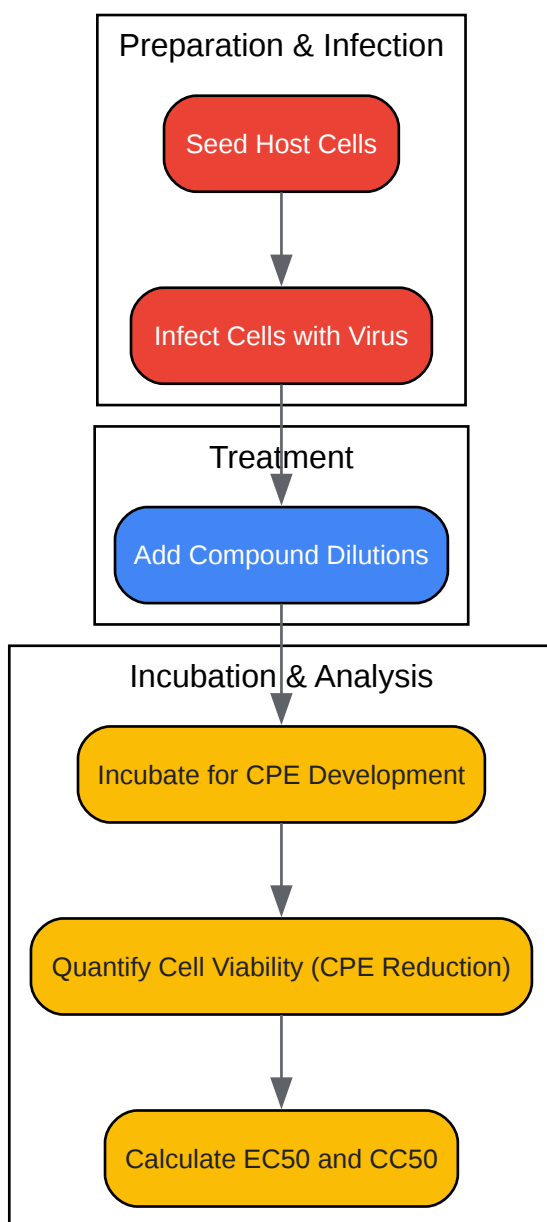 Preparation & Infection
Seed Host Cells
Infect Cells with Virus
Treatment
Add Compound Dilutions
Incubation & Analysis
Incubate for CPE Development
Quantify Cell Viability (CPE Reduction)
Calculate EC50 and CC50